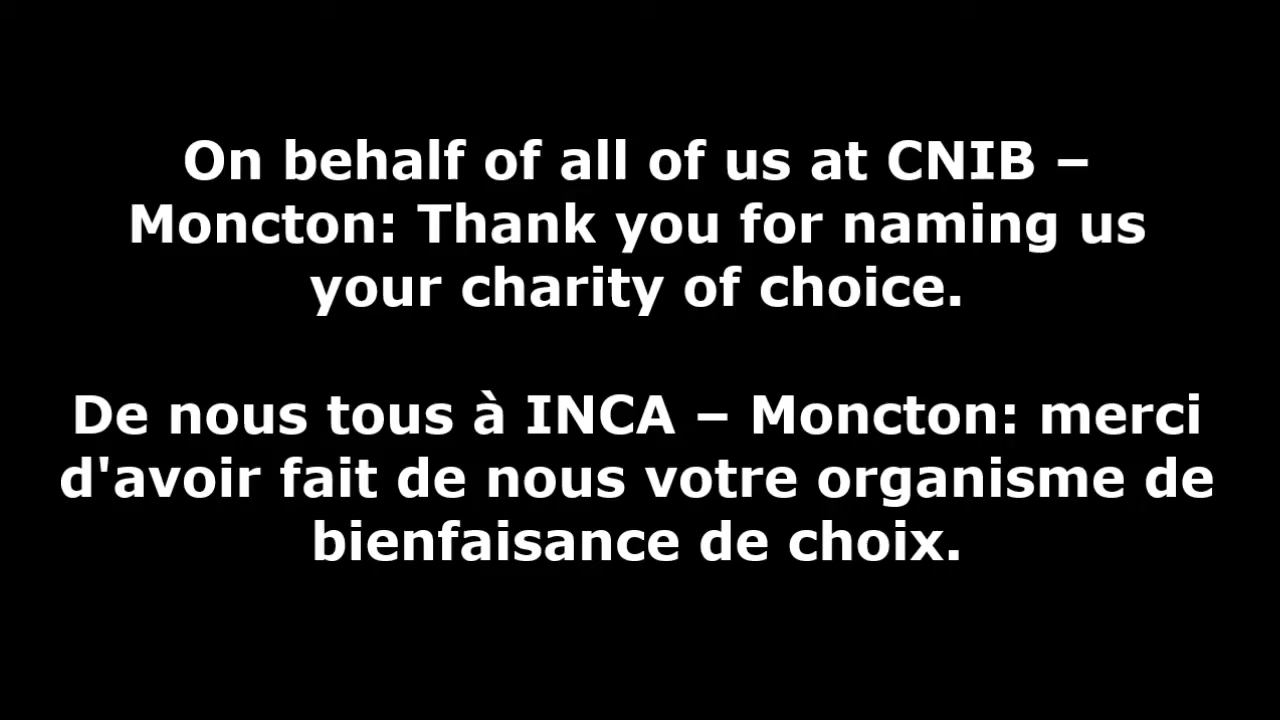 On behalf of all of us at CNIB –
Moncton: Thank you for naming us
your charity of choice.
De nous tous à INCA – Moncton: merci
d'avoir fait de nous votre organisme de
bienfaisance de choix.